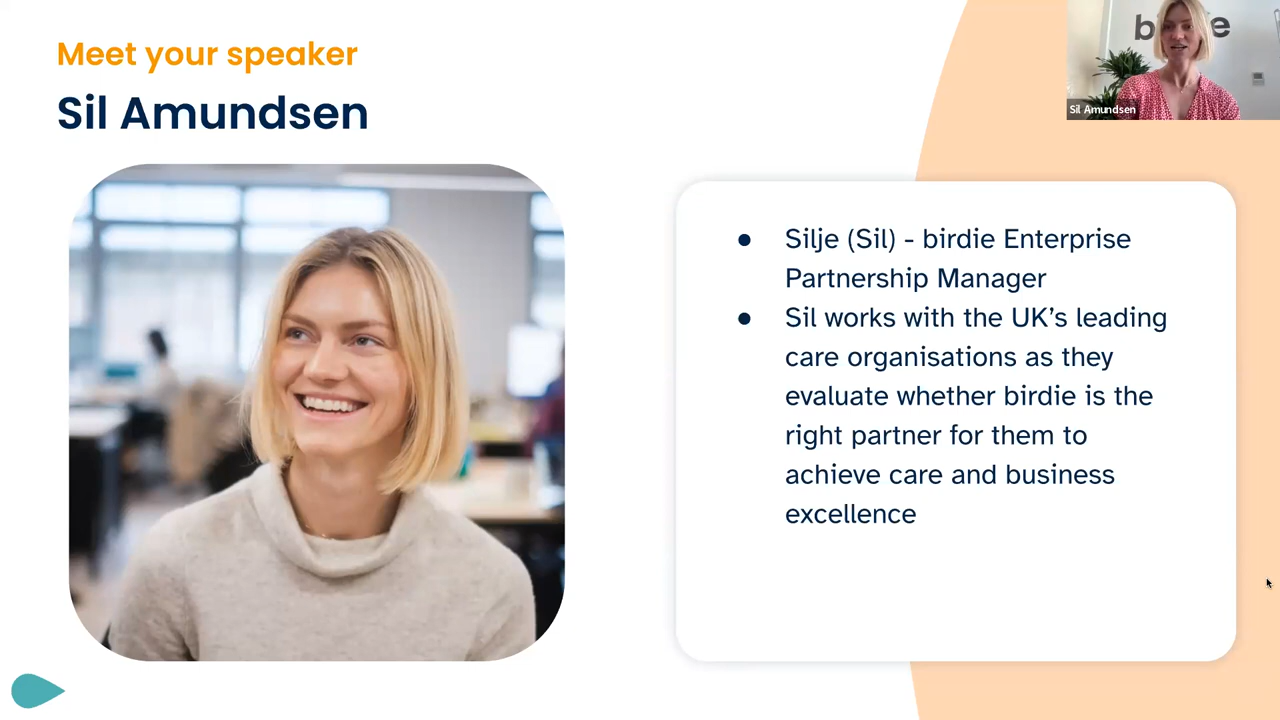 Meet your speaker
Sil Amundsen
Sil Amundsen
● Silje (Sil) - birdie Enterprise
Partnership Manager
● Sil works with the UK’s leading
care organisations as they
evaluate whether birdie is the
right partner for them to
achieve care and business
excellence